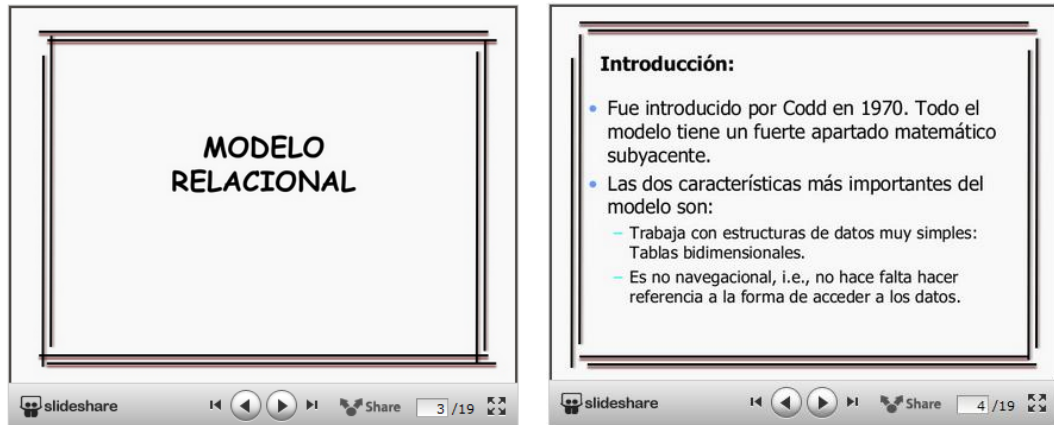 MODELO
RELACIONAL
slideshare
Share
3 /19
Introducción:
• Fue introducido por Codd en 1970. Todo el
modelo tiene un fuerte apartado matemático
subyacente.
• Las dos características más importantes del
modelo son:
– Trabaja con estructuras de datos muy simples:
Tablas bidimensionales.
– Es no navegacional, i.e., no hace falta hacer
referencia a la forma de acceder a los datos.
slideshare
Share
4 /19